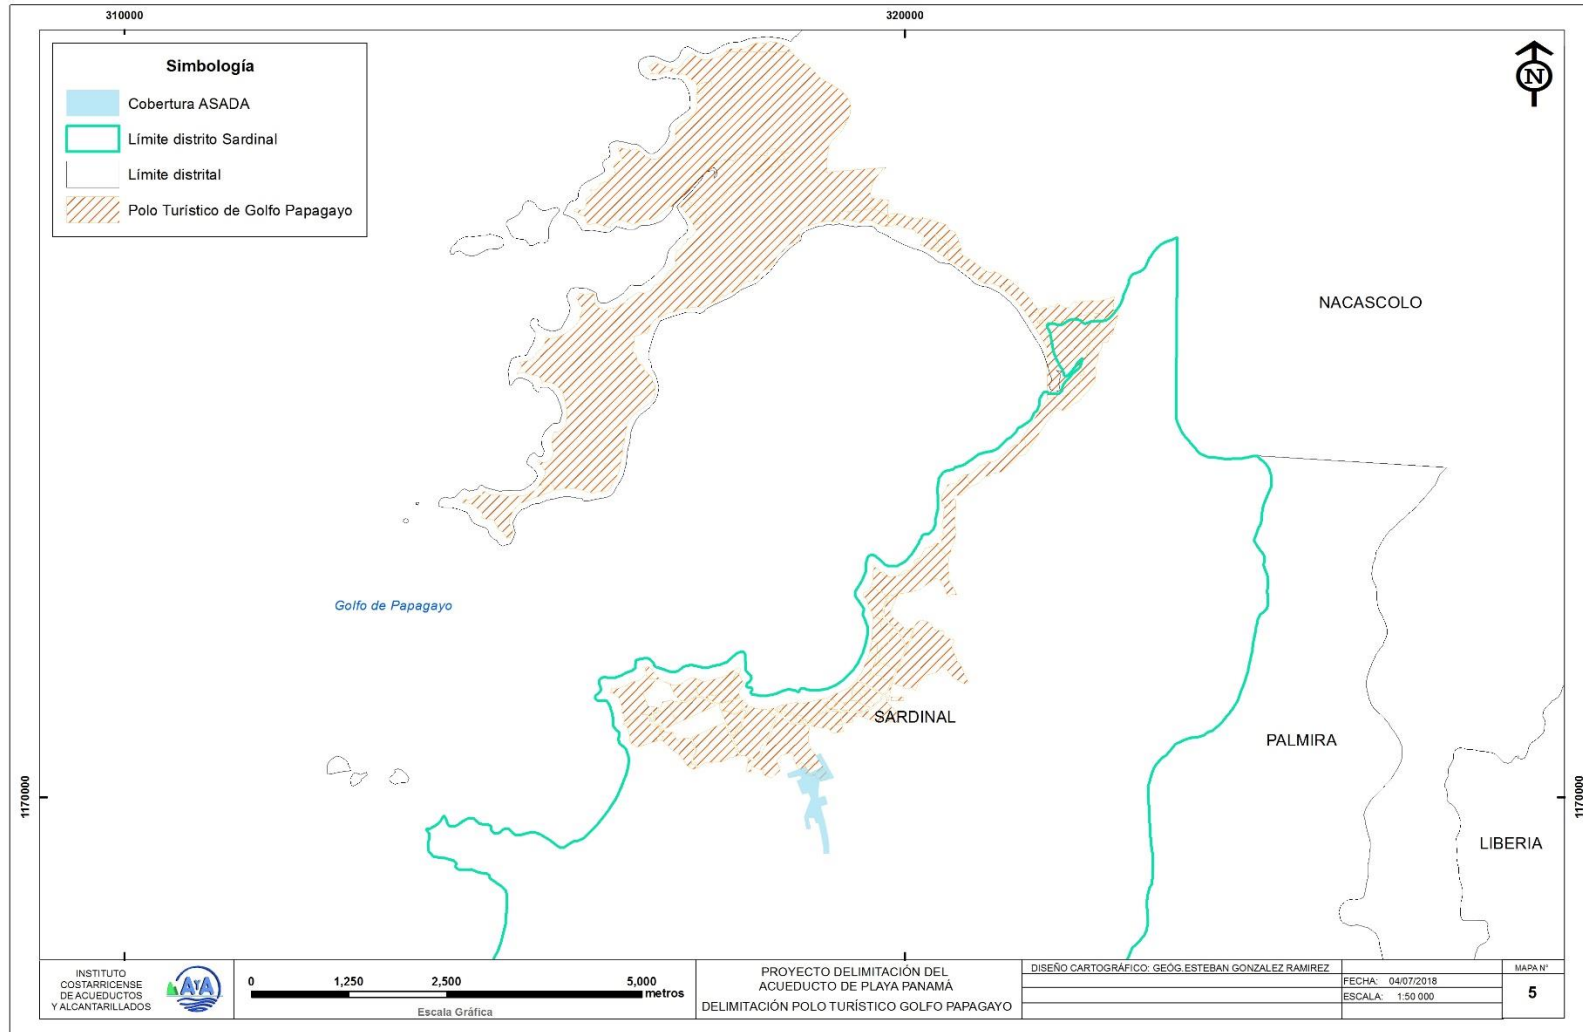 310000
320000
Simbología
Cobertura ASADA
Límite distrito Sardinal
Límite distrital
Polo Turístico de Golfo Papagayo
N
NACASCOLO
Golfo de Papagayo
SARDINAL
PALMIRA
1170000
1170000
LIBERIA
INSTITUTO
COSTARRICENSE
DE ACUEDUCTOS
Y ALCANTARILLADOS
AyA
0 1,250 2,500 5,000
metros
Escala Gráfica
PROYECTO DELIMITACIÓN DEL
ACUEDUCTO DE PLAYA PANAMÁ
DELIMITACIÓN POLO TURÍSTICO GOLFO PAPAGAYO
DISEÑO CARTOGRÁFICO: GEÓG.ESTEBAN GONZALEZ RAMIREZ
FECHA: 04/07/2018
ESCALA: 1:50 000
MAPA N°
5